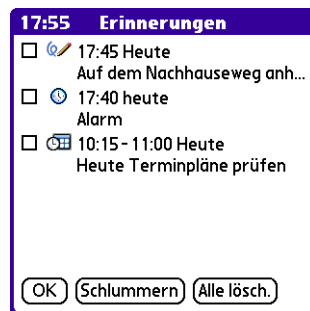 17:55 Erinnerungen
17:45 Heute
Auf dem Nachhauseweg anh...
17:40 heute
Alarm
10:15 - 11:00 Heute
Heute Terminpläne prüfen
OK Schlummern Alle lösch.